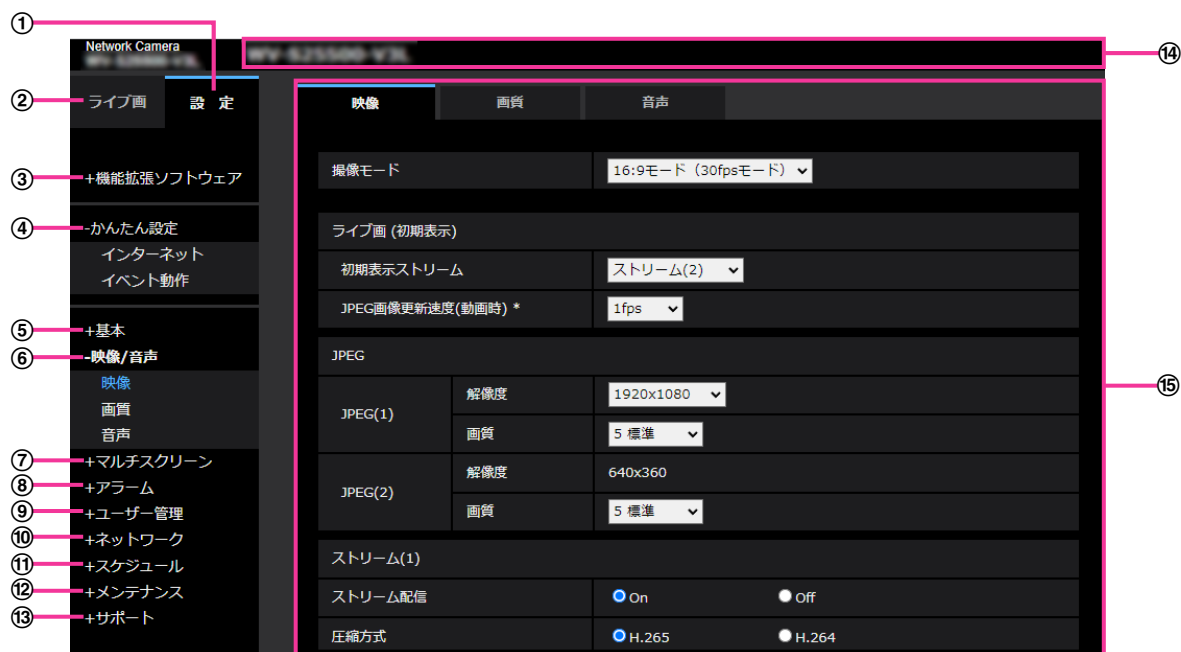 ①
Network Camera
⑭
② ライブ画 設 定
映像 画質 音声
③ +機能拡張ソフトウェア
撮像モード 16:9モード（30fpsモード）
④ -かんたん設定
インターネット
イベント動作
ライブ画 (初期表示)
初期表示ストリーム ストリーム(2)
JPEG画像更新速度(動画時) * 1fps
⑤ +基本
⑥ -映像/音声
映像
画質
音声
⑦ +マルチスクリーン
⑧ +アラーム
⑨ +ユーザー管理
⑩ +ネットワーク
⑪ +スケジュール
⑫ +メンテナンス
⑬ +サポート
JPEG
⑮
JPEG(1) 解像度 1920x1080
画質 5 標準
JPEG(2) 解像度 640x360
画質 5 標準
ストリーム(1)
ストリーム配信 On Off
圧縮方式 H.265 H.264